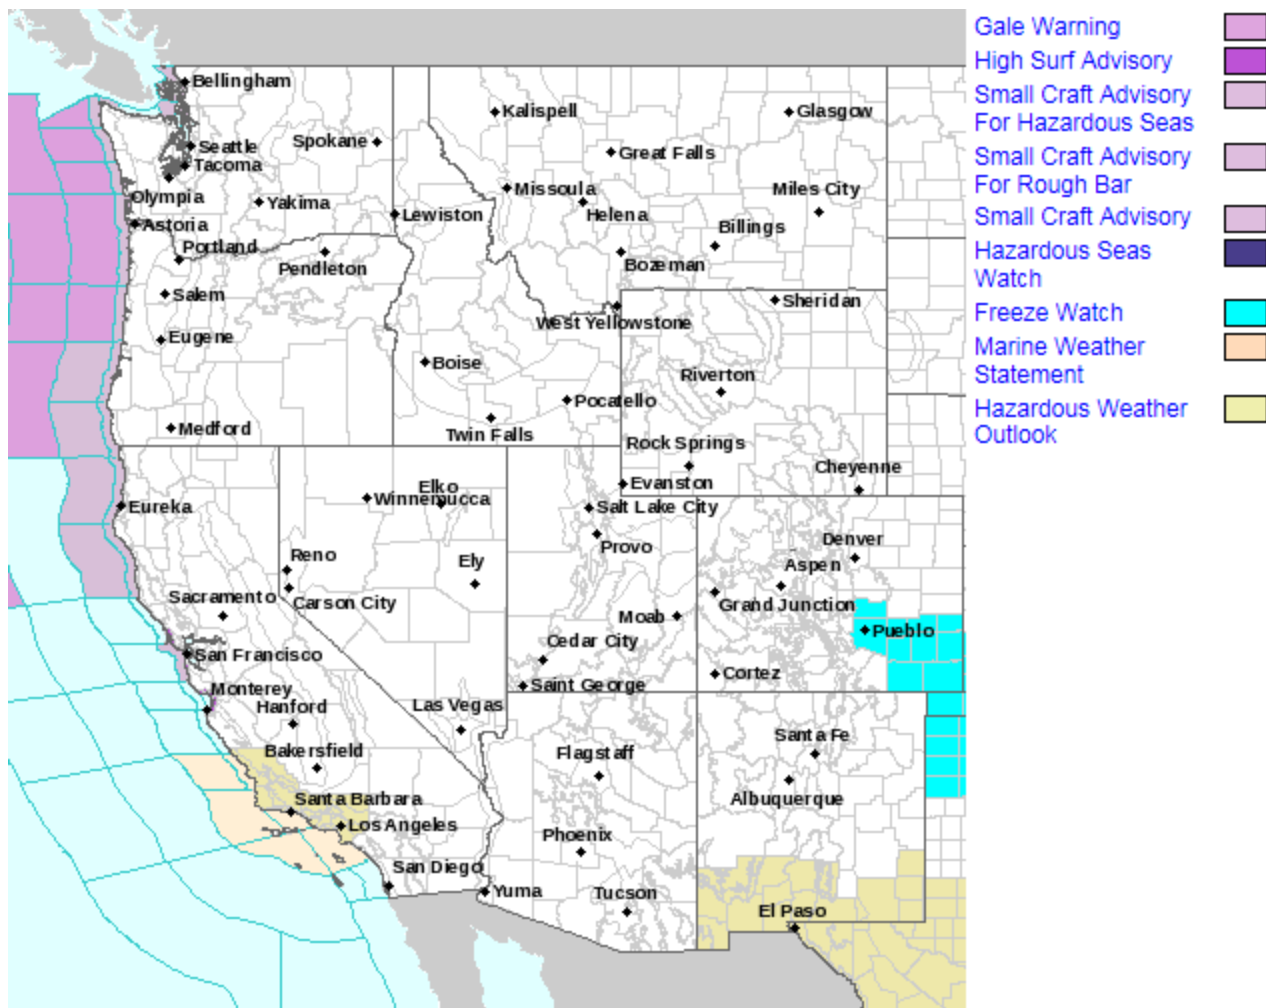 Bellingham
Kalispell
Glasgow
Seattle
Spokane
Great Falls
Tacoma
Missoula
Miles City
Olympia
Yakima
Lewiston
Helena
Astoria
Billings
Portland
Pendleton
Bozeman
Salem
Sheridan
West Yellowstone
Eugene
Boise
Riverton
Pocatello
Medford
Twin Falls
Rock Springs
Cheyenne
Evanston
Elko
Winnemucca
Eureka
Salt Lake City
Provo
Denver
Reno
Ely
Aspen
Sacramento
Carson City
Grand Junction
Moab
Pueblo
Cedar City
San Francisco
Cortez
Saint George
Monterey
Hanford
Las Vegas
Santa Fe
Bakersfield
Flagstaff
Santa Barbara
Albuquerque
Los Angeles
Phoenix
San Diego
Yuma
Tucson
El Paso
Gale Warning
High Surf Advisory
Small Craft Advisory
For Hazardous Seas
Small Craft Advisory
For Rough Bar
Small Craft Advisory
Hazardous Seas
Watch
Freeze Watch
Marine Weather
Statement
Hazardous Weather
Outlook